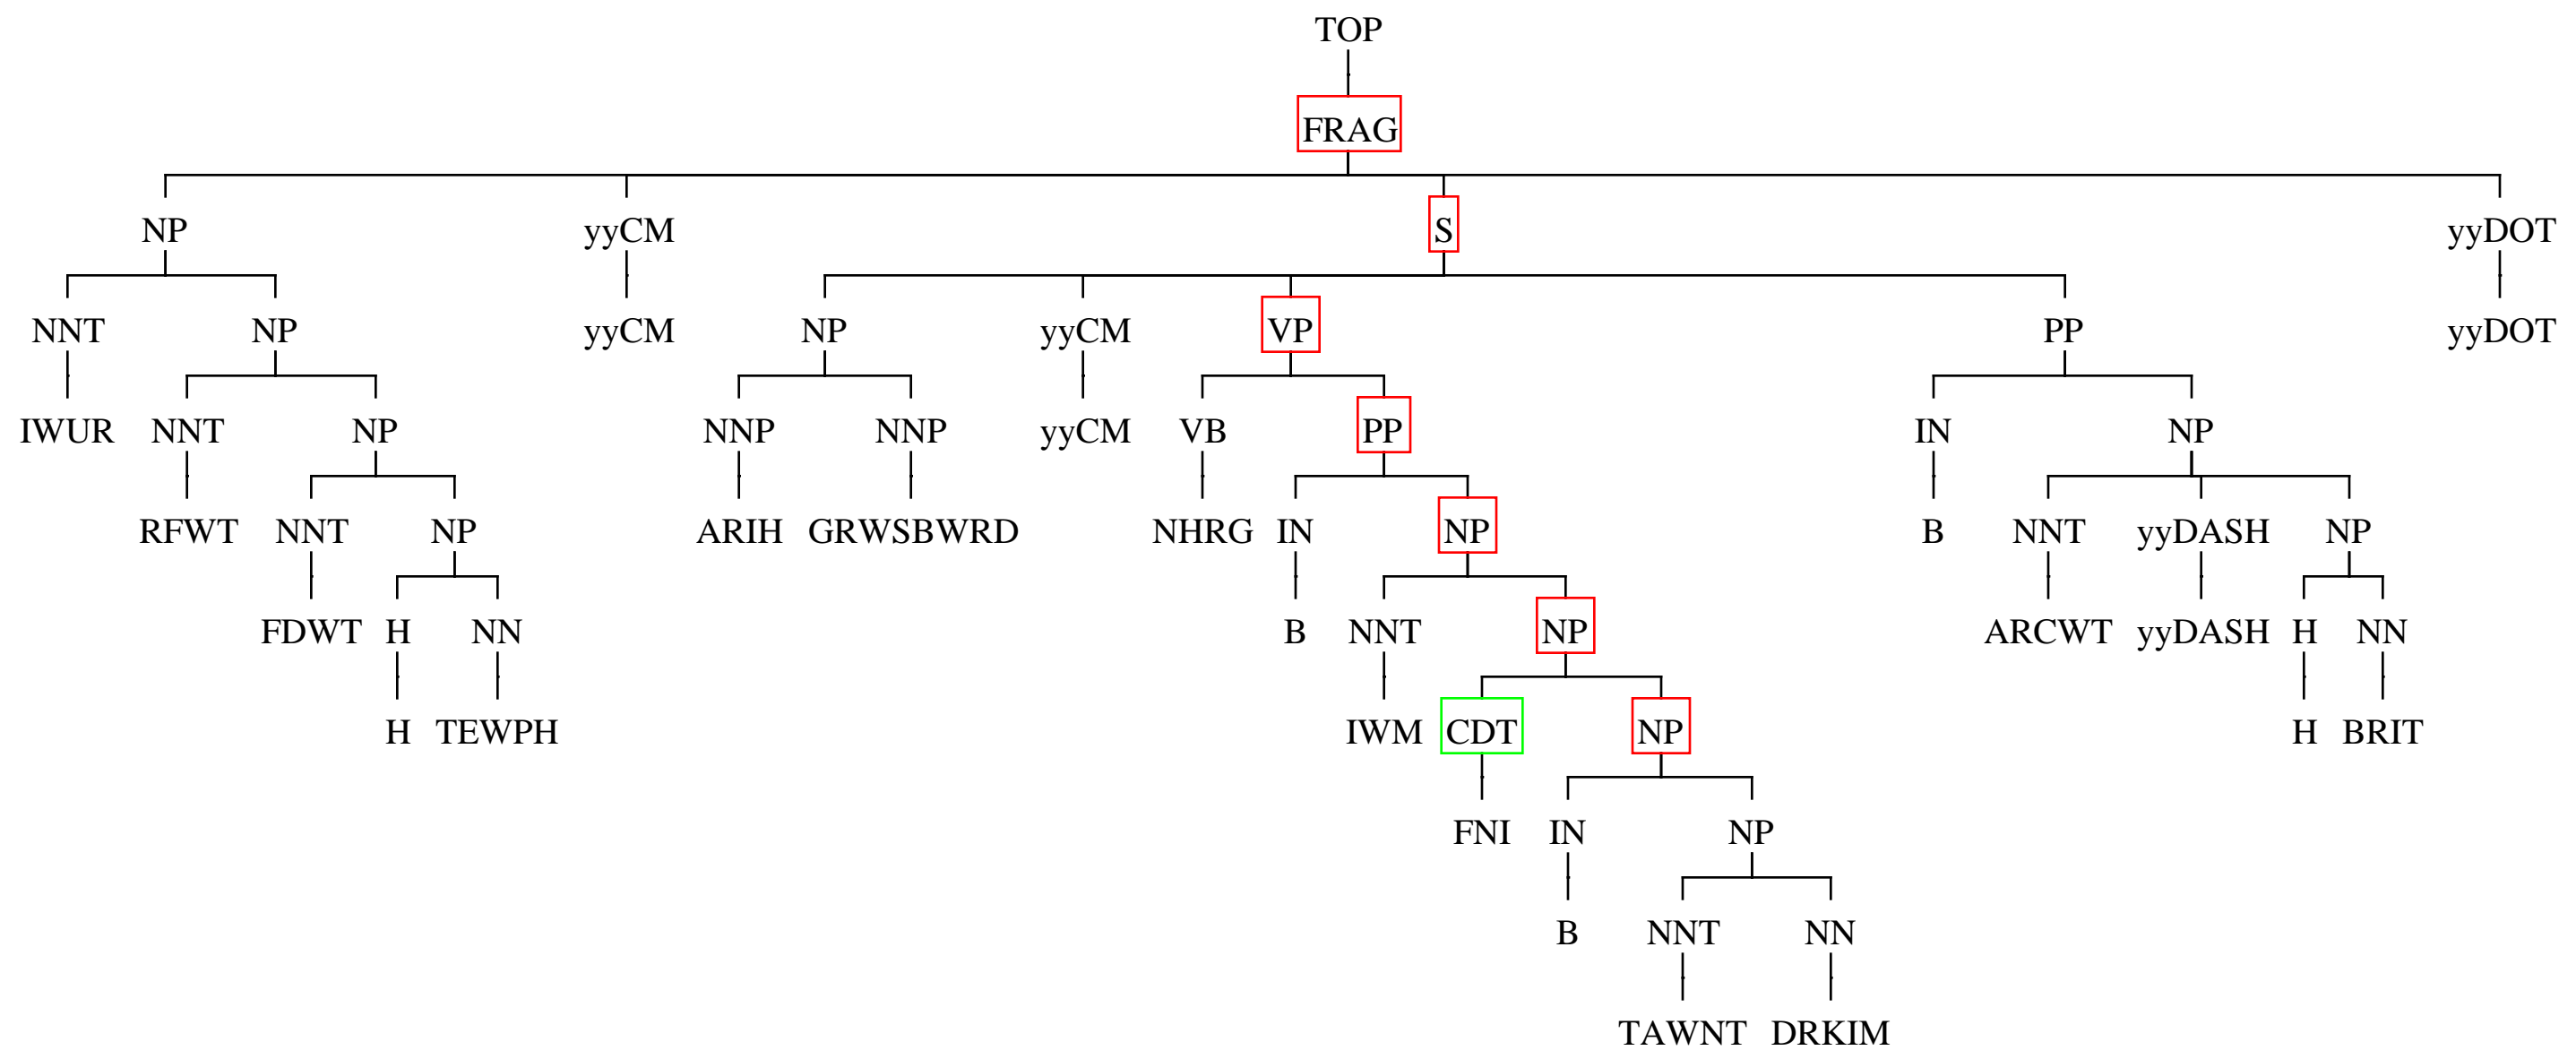 TOP
FRAG
NP yyCM S yyDOT
NNT NP yyCM NP yyCM VP PP yyDOT
IWUR NNT NP NNP NNP yyCM VB PP IN NP
RFWT NNT NP ARIH GRWSBWRD NHRG IN NP B NNT yyDASH NP
FDWT H NN B NNT NP ARCWT yyDASH H NN
H TEWPH IWM CDT NP H BRIT
FNI IN NP
B NNT NN
TAWNT DRKIM